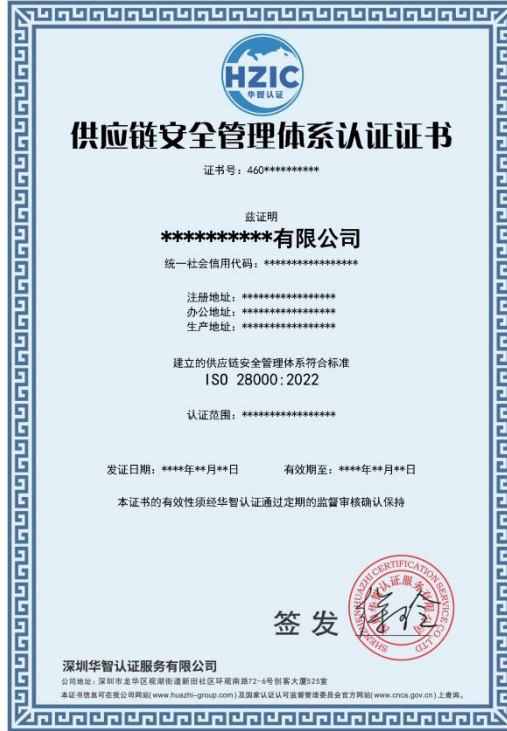 HZIC
华智认证
供应链安全管理体系认证证书
证书号：460**********
兹证明
**********有限公司
统一社会信用代码：*****************
注册地址：*****************
办公地址：*****************
生产地址：*****************
建立的供应链安全管理体系符合标准
ISO 28000:2022
认证范围：*****************
发证日期：****年**月**日 有效期至：****年**月**日
本证书的有效性须经华智认证通过定期的监督审核确认保持
签发
SHENZHEN HUAZHI CERTIFICATION SERVICE CO.,LTD
深圳华智认证服务有限公司
公司地址：深圳市龙华区观湖街道新田社区环观南路72-6号创客大厦525室
本证书信息可在我公司网站(www.huazhi-group.com)及国家认证认可监督管理委员会官方网站(www.cnca.gov.cn)上查询。